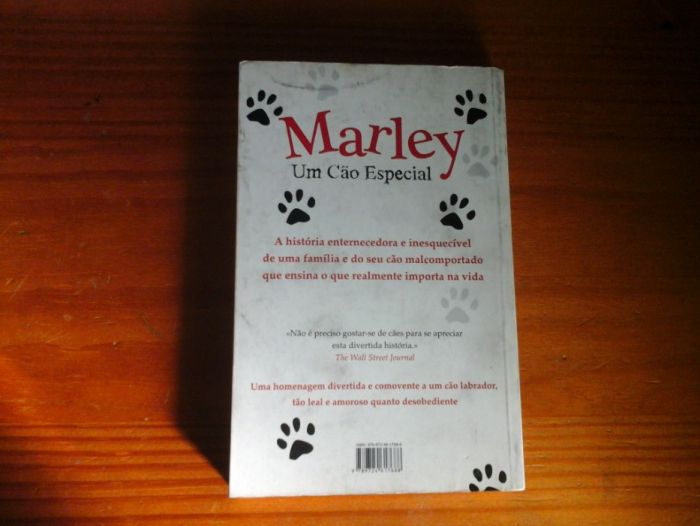 Marley
Um Cão Especial
A história enternecedora e inesquecível
de uma família e do seu cão malcomportado
que ensina o que realmente importa na vida
«Não é preciso gostar-se de cães para se apreciar
esta divertida história.»
The Wall Street Journal
Uma homenagem divertida e comovente a um cão labrador,
tão leal e amoroso quanto desobediente